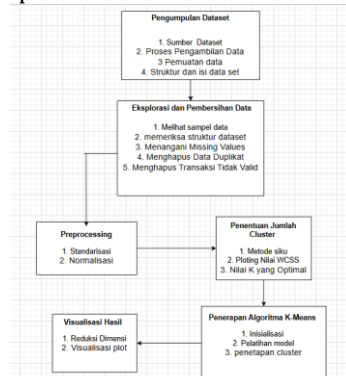 Pengumpulan Dataset
1. Sumber Dataset
2. Proses Pengambilan Data
3 Pemuatan data
4. Struktur dan isi data set
Eksplorasi dan Pembersihan Data
1. Melihat sampel data
2. memeriksa struktur dataset
3. Menangani Missing Values
4. Menghapus Data Duplikat
5. Menghapus Transaksi Tidak Valid
Preprocessing
1. Standarisasi
2. Normalisasi
Penentuan Jumlah
Cluster
1. Metode siku
2. Ploting Nilai WCSS
3. Nilai K yang Optimal
Penerapan Algoritma K-Means
1. Inisialisasi
2. Pelatihan model
3. penetapan cluster
Visualisasi Hasil
1. Reduksi Dimensi
2. Visualisasi plot